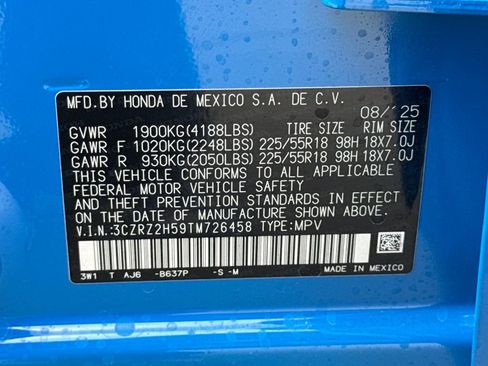 MFD.BY HONDA DE MEXICO S.A. DE C.V.
08/'25
GVWR 1900KG(4188LBS) TIRE SIZE RIM SIZE
GAWR F 1020KG(2248LBS) 225/55R18 98H 18X7.0J
GAWR R 930KG(2050LBS) 225/55R18 98H 18X7.0J
THIS VEHICLE CONFORMS TO ALL APPLICABLE
FEDERAL MOTOR VEHICLE SAFETY
AND THEFT PREVENTION STANDARDS IN EFFECT
ON THE DATE OF MANUFACTURE SHOWN ABOVE.
V.I.N.:3CZRZ2H59TM726458 TYPE:MPV
3W1 T AJ6 -B637P -S -M
MADE IN MEXICO